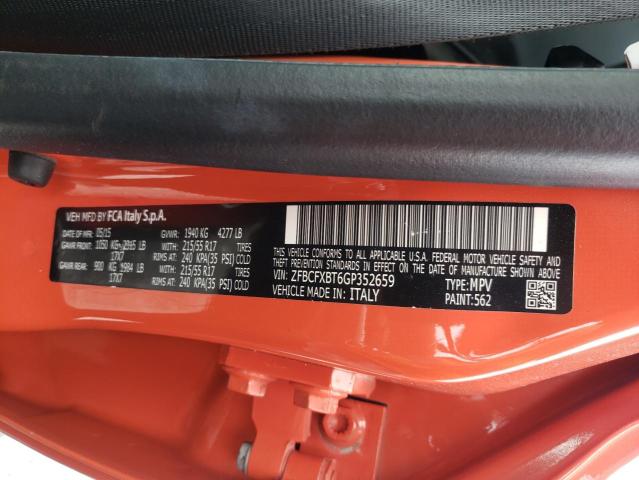 VEH MFD BY FCA Italy S.p.A.
DATE OF MFR: 05/15 GVWR: 1940 KG 4277 LB
GAWR FRONT: 1050 KG 2315 LB WITH: 215/55 R17 TIRES
17X7 RIMS AT: 240 KPA(35 PSI) COLD
GAWR REAR: 900 KG 1984 LB WITH: 215/55 R17 TIRES
17X7 RIMS AT: 240 KPA(35 PSI) COLD
THIS VEHICLE CONFORMS TO ALL APPLICABLE U.S.A. FEDERAL MOTOR VEHICLE
SAFETY, BUMPER AND THEFT PREVENTION STANDARDS IN EFFECT ON THE DATE OF MANUFACTURE SHOWN ABOVE.
VIN: ZFBCFXBT6GP352659 TYPE: MPV
VEHICLE MADE IN: ITALY PAINT: 562